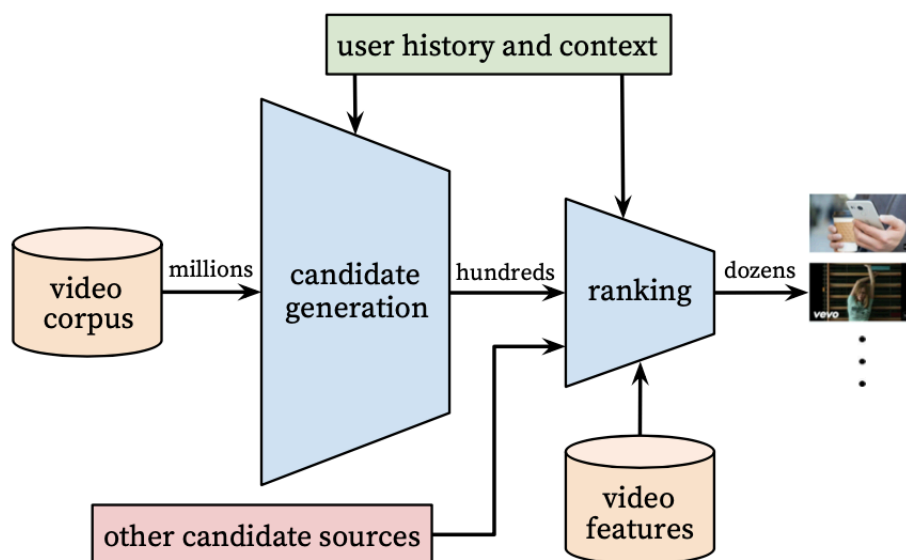 user history and context
millions
video
corpus
candidate
generation
hundreds
ranking
dozens
vevo
other candidate sources
video
features